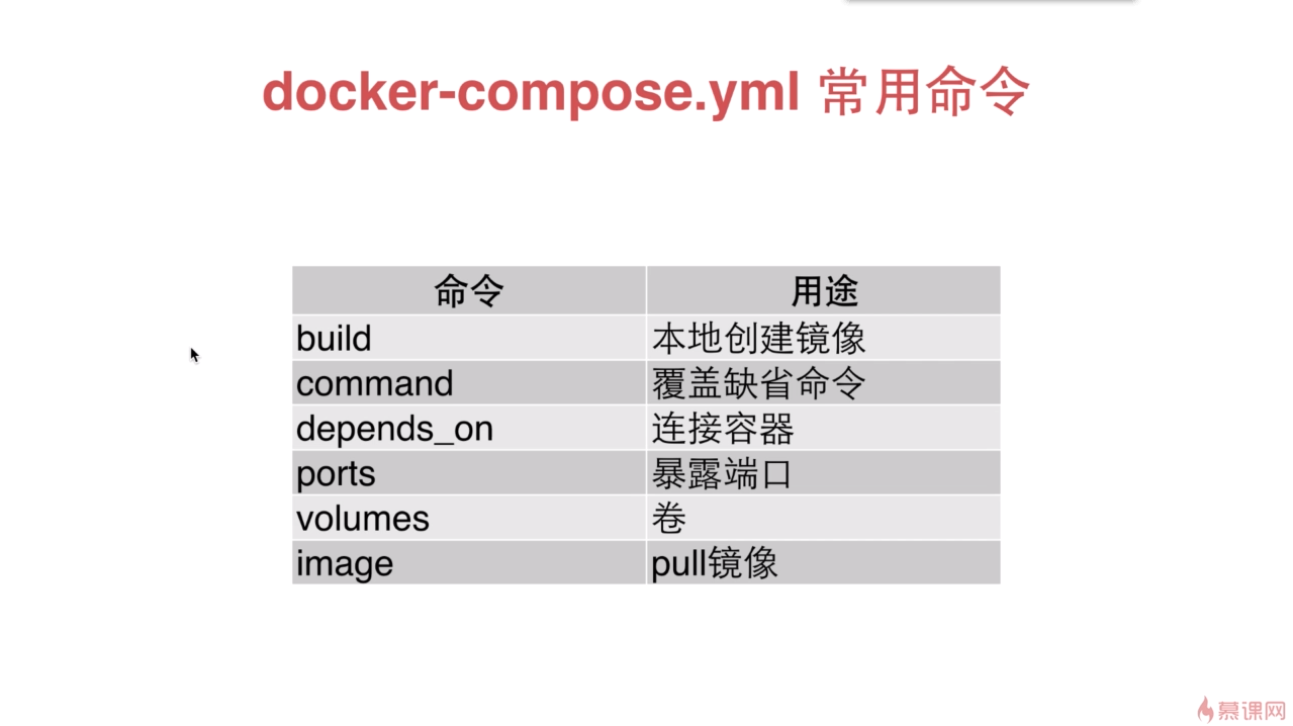 docker-compose.yml 常用命令
命令 用途
build 本地创建镜像
command 覆盖缺省命令
depends_on 连接容器
ports 暴露端口
volumes 卷
image pull镜像
慕课网